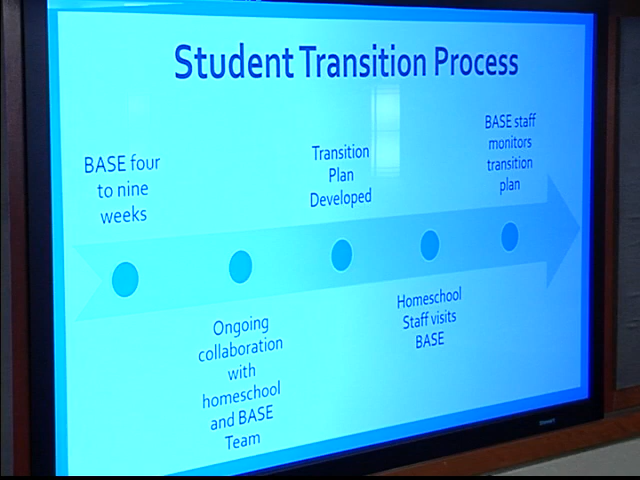 Student Transition Process
BASE four
to nine
weeks
Ongoing
collaboration
with
homeschool
and BASE
Team
Transition
Plan
Developed
Homeschool
Staff visits
BASE
BASE staff
monitors
transition
plan